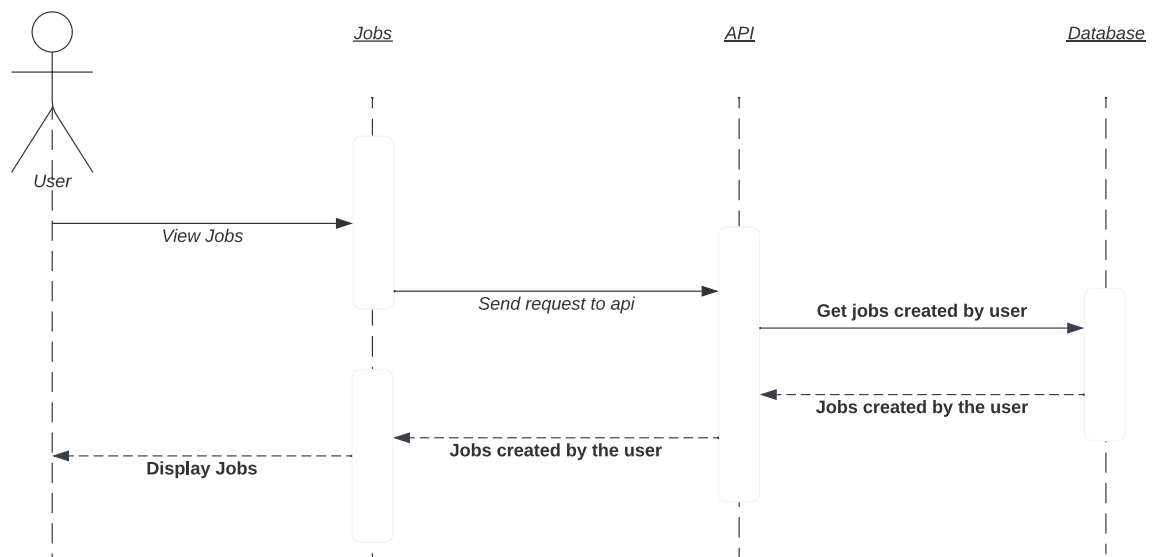 Jobs
API
Database
User
View Jobs
Send request to api
Get jobs created by user
Jobs created by the user
Jobs created by the user
Display Jobs